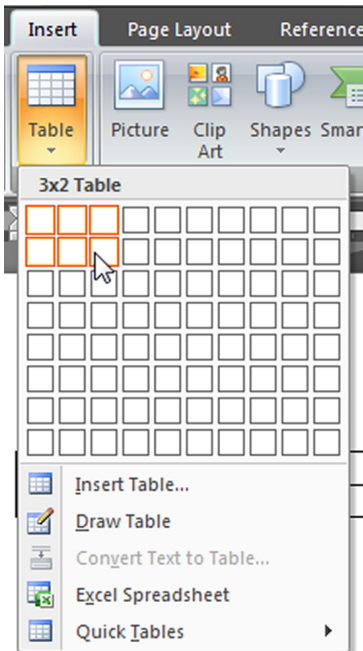 Insert Page Layout Reference
Table Picture Clip Art Shapes Smar
3x2 Table
Insert Table...
Draw Table
Convert Text to Table...
Excel Spreadsheet
Quick Tables